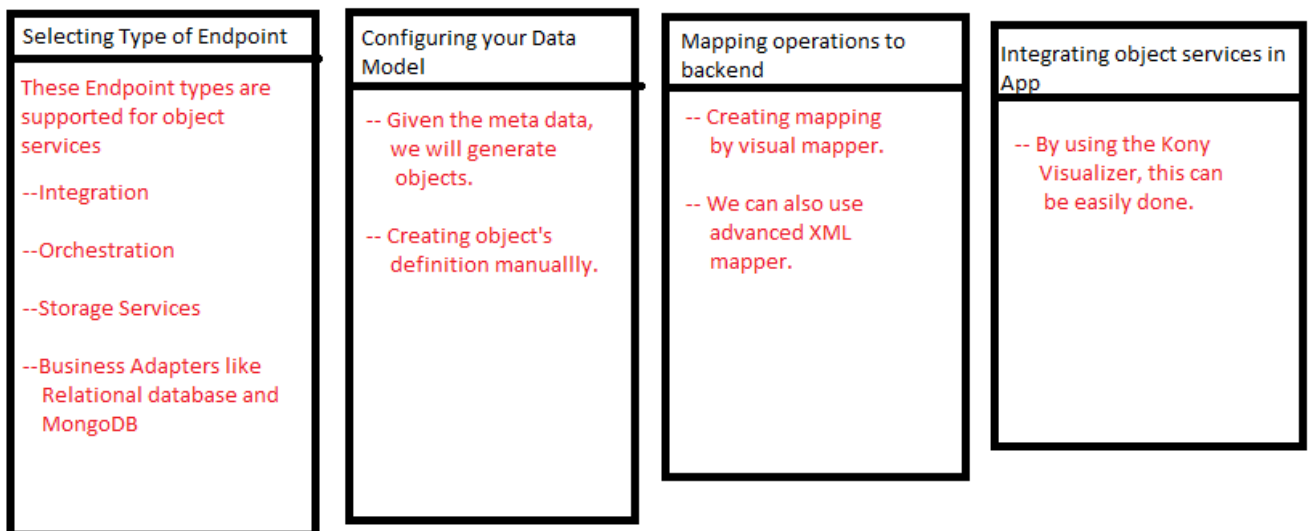 Selecting Type of Endpoint
These Endpoint types are
supported for object
services
--Integration
--Orchestration
--Storage Services
--Business Adapters like
Relational database and
MongoDB
Configuring your Data
Model
-- Given the meta data,
we will generate
objects.
-- Creating object's
definition manuallly.
Mapping operations to
backend
-- Creating mapping
by visual mapper.
-- We can also use
advanced XML
mapper.
Integrating object services in
App
-- By using the Kony
Visualizer, this can
be easily done.